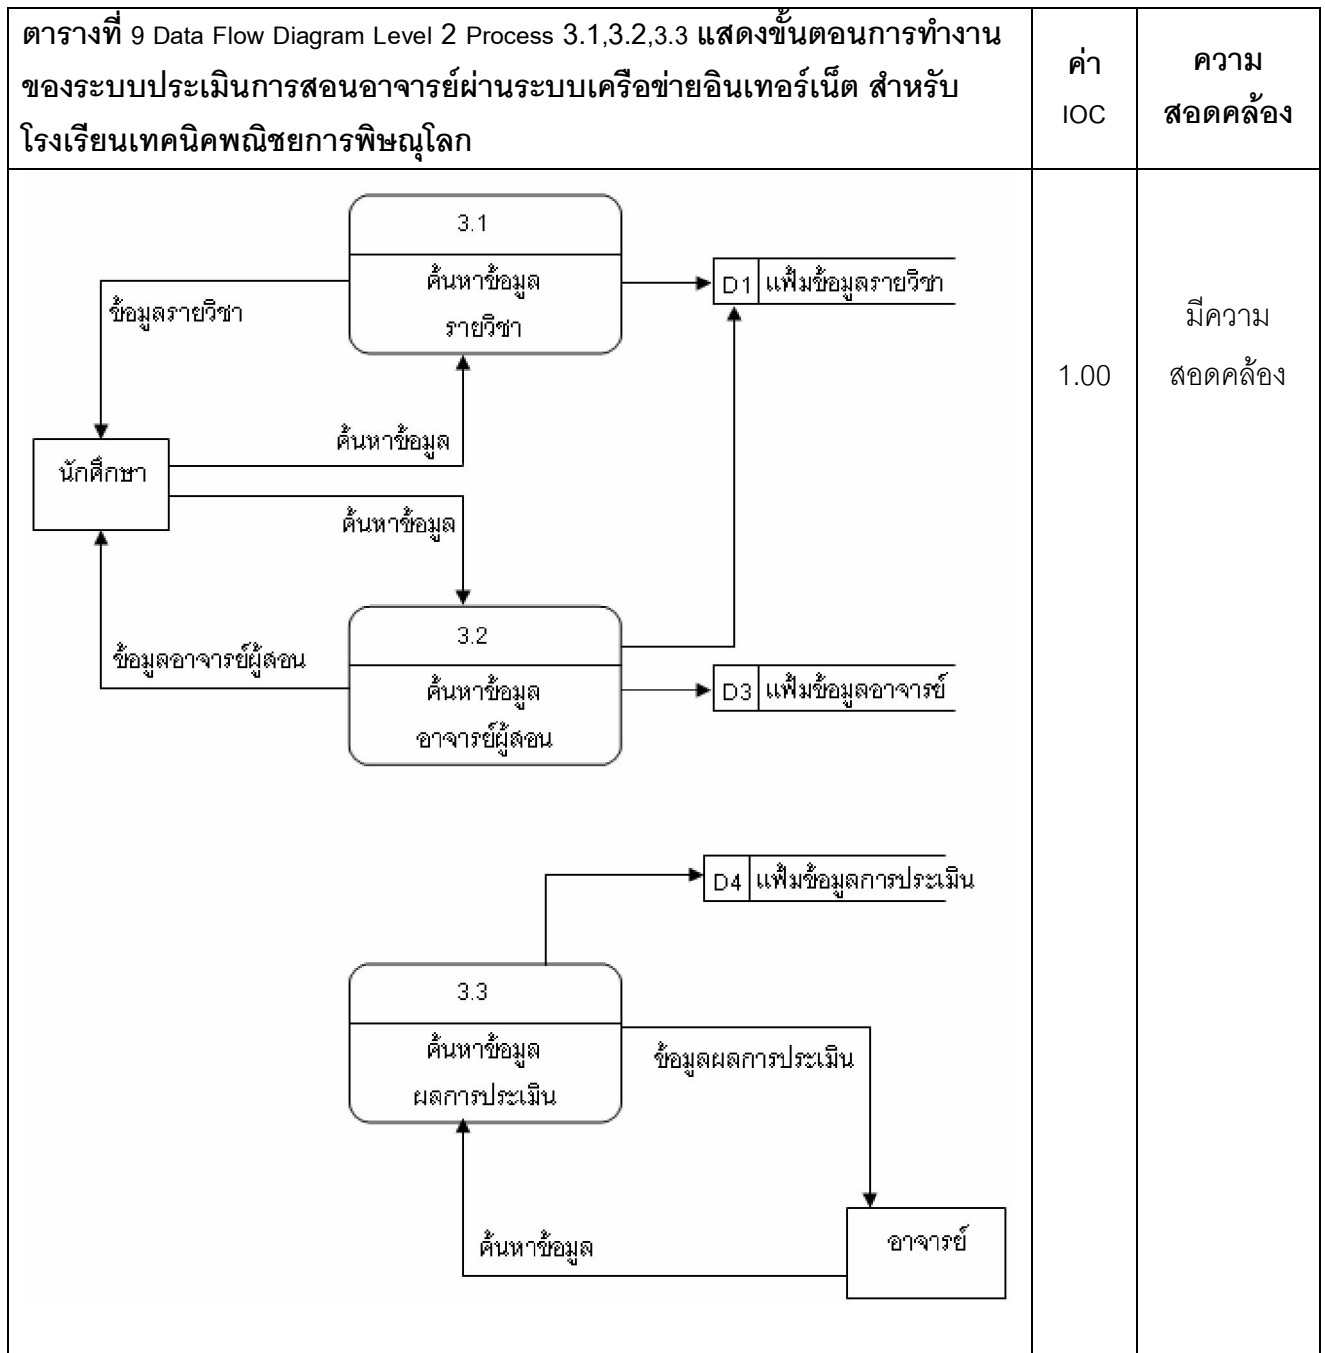 ตารางที่ 9 Data Flow Diagram Level 2 Process 3.1,3.2,3.3 แสดงขั้นตอนการทำงาน
ของระบบประเมินการสอนอาจารย์ผ่านระบบเครือข่ายอินเทอร์เน็ต สำหรับ
โรงเรียนเทคนิคพณิชยการพิษณุโลก
ค่า
IOC
ความ
สอดคล้อง
3.1
ค้นหาข้อมูล
รายวิชา
D1 แฟ้มข้อมูลรายวิชา
ข้อมูลรายวิชา
มีความ
สอดคล้อง
1.00
ค้นหาข้อมูล
นักศึกษา
ค้นหาข้อมูล
3.2
ค้นหาข้อมูล
อาจารย์ผู้สอน
ข้อมูลอาจารย์ผู้สอน
D3 แฟ้มข้อมูลอาจารย์
D4 แฟ้มข้อมูลการประเมิน
3.3
ค้นหาข้อมูล
ผลการประเมิน
ข้อมูลผลการประเมิน
อาจารย์
ค้นหาข้อมูล